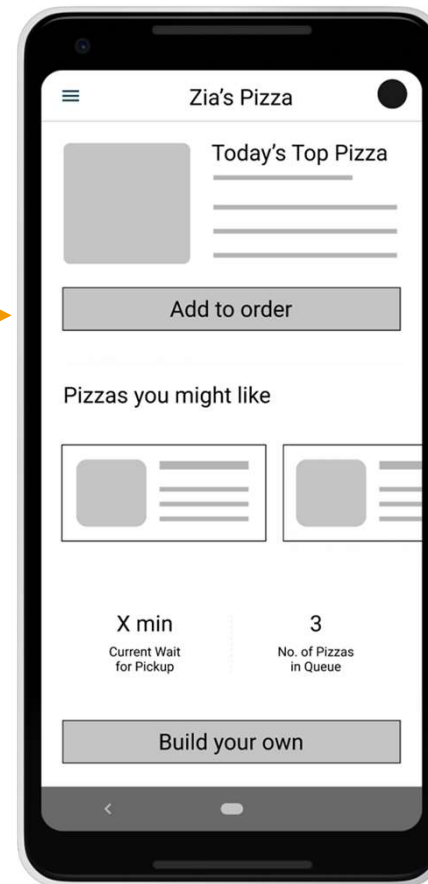 Zia’s Pizza
Today’s Top Pizza
Add to order
Pizzas you might like
X min
Current Wait
for Pickup
3
No. of Pizzas
in Queue
Build your own